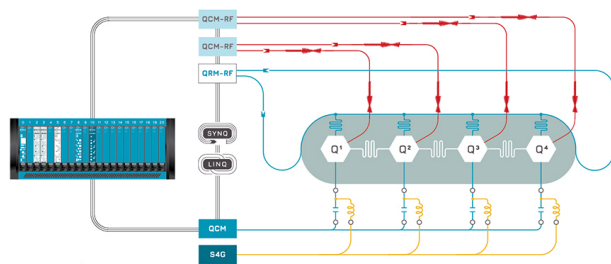 QCM-RF
QCM-RF
QRM-RF
SYNQ
LINQ
QCM
S4G
Q¹
Q²
Q³
Q⁴